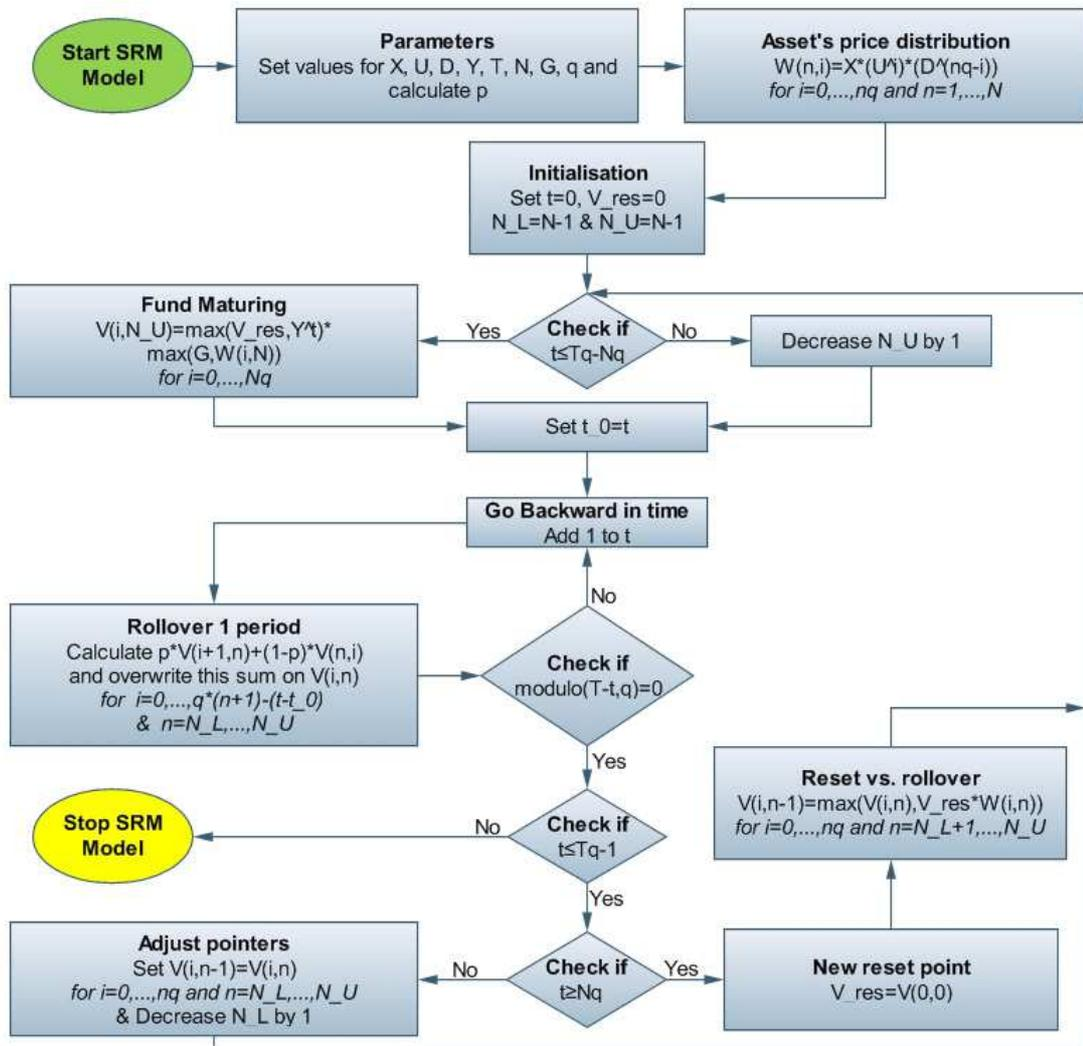 Start SRM
Model
Parameters
Set values for X, U, D, Y, T, N, G, q and
calculate p
Asset's price distribution
W(n,i)=X*(U^i)*(D^(nq-i))
for i=0,...,nq and n=1,...,N
Initialisation
Set t=0, V_res=0
N_L=N-1 & N_U=N-1
Fund Maturing
V(i,N_U)=max(V_res,Y^t)*
max(G,W(i,N))
for i=0,...,Nq
Yes
Check if
t≤Tq-Nq
No
Decrease N_U by 1
Set t_0=t
Go Backward in time
Add 1 to t
No
Rollover 1 period
Calculate p*V(i+1,n)+(1-p)*V(n,i)
and overwrite this sum on V(i,n)
for i=0,...,q*(n+1)-(t-t_0)
& n=N_L,...,N_U
Check if
modulo(T-t,q)=0
Yes
Reset vs. rollover
V(i,n-1)=max(V(i,n),V_res*W(i,n))
for i=0,...,nq and n=N_L+1,...,N_U
Stop SRM
Model
No
Check if
t≤Tq-1
Yes
Adjust pointers
Set V(i,n-1)=V(i,n)
for i=0,...,nq and n=N_L,...,N_U
& Decrease N_L by 1
No
Check if
t≥Nq
Yes
New reset point
V_res=V(0,0)